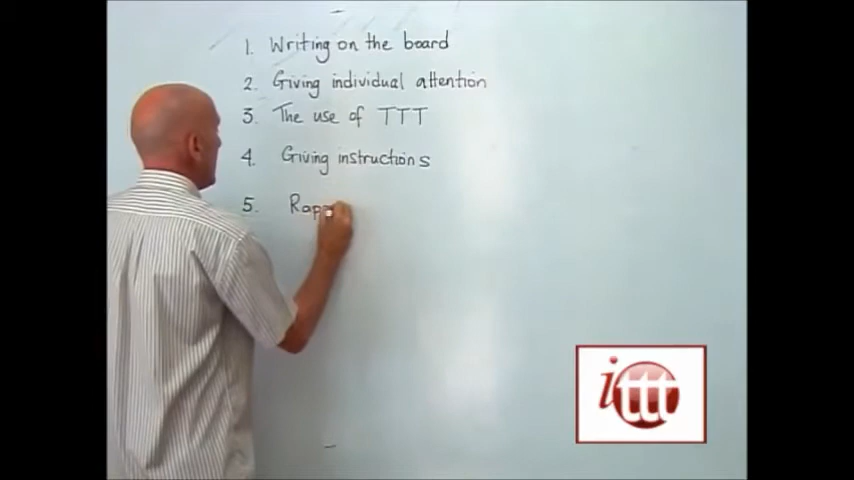 1. Writing on the board
2. Giving individual attention
3. The use of TTT
4. Giving instructions
5. Rap
ittt